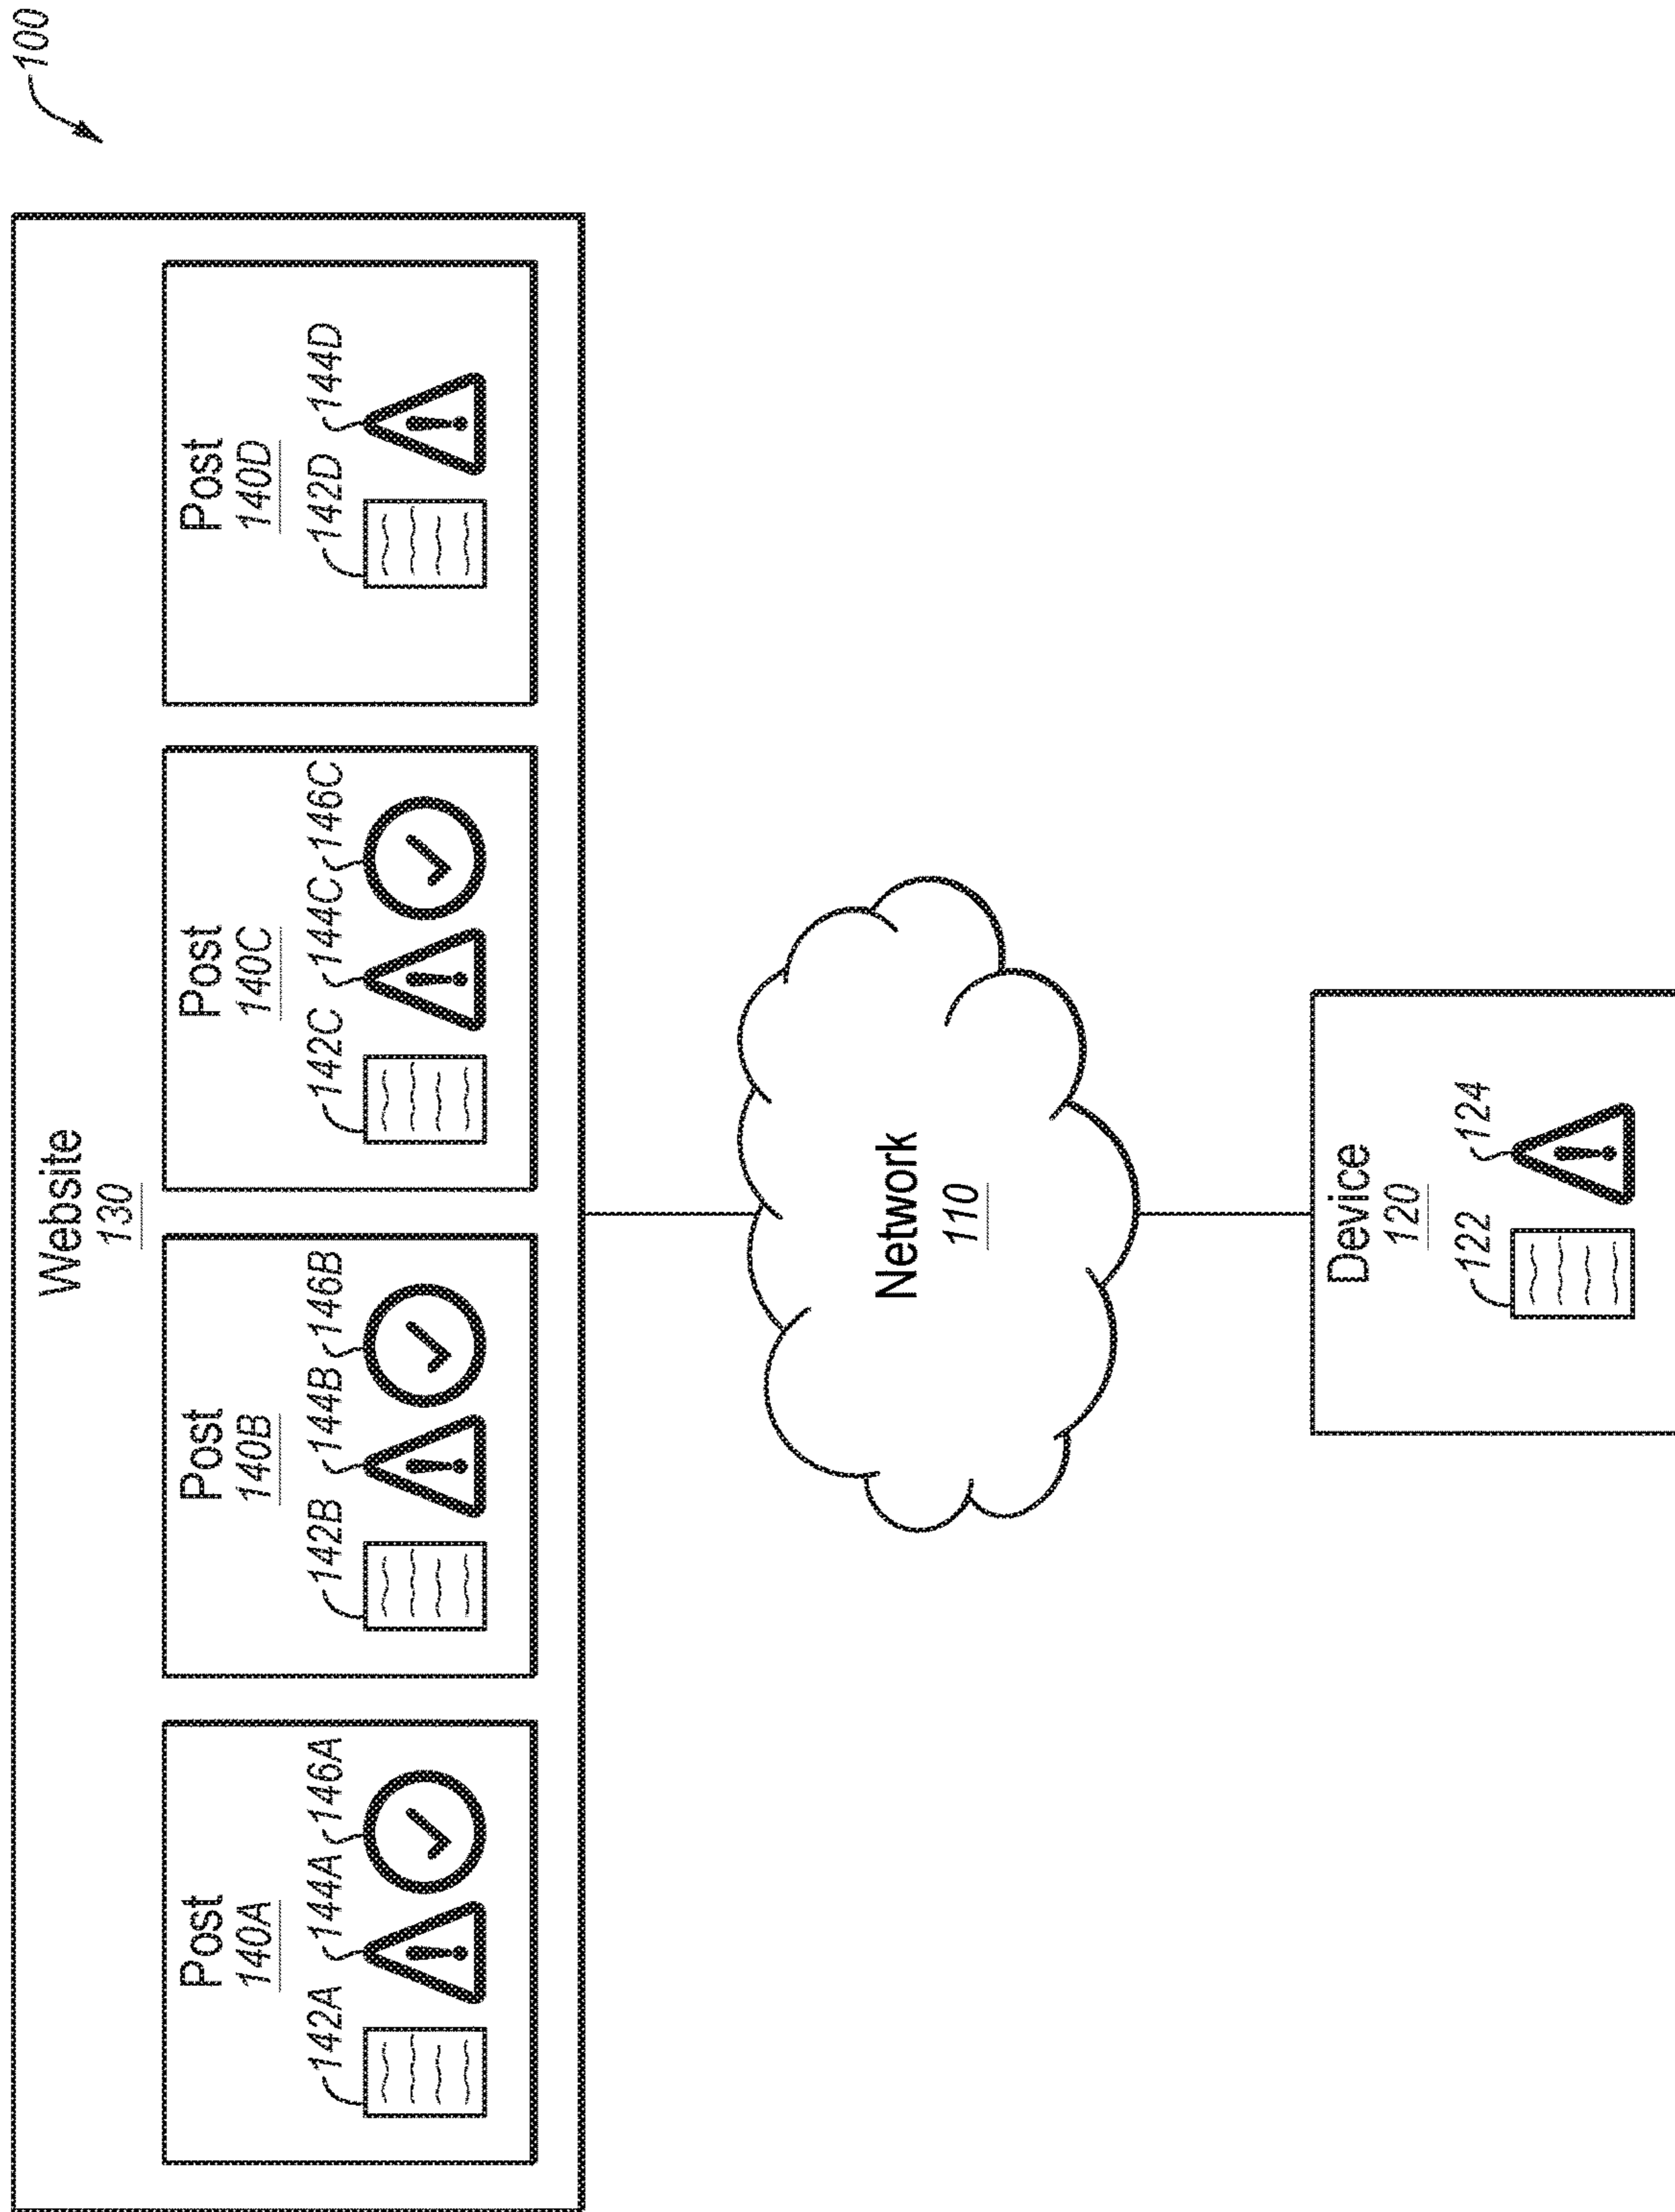 100
Website
130
Post
140A
142A
144A
146A
Post
140B
142B
144B
146B
Post
140C
142C
144C
146C
Post
140D
142D
144D
Network
110
Device
120
122
124